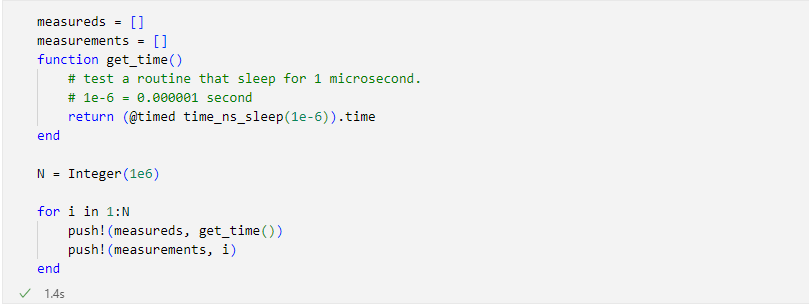 measureds = []
measurements = []
function get_time()
    # test a routine that sleep for 1 microsecond.
    # 1e-6 = 0.000001 second
    return (@timed time_ns_sleep(1e-6)).time
end
N = Integer(1e6)
for i in 1:N
    push!(measureds, get_time())
    push!(measurements, i)
end
✓ 1.4s